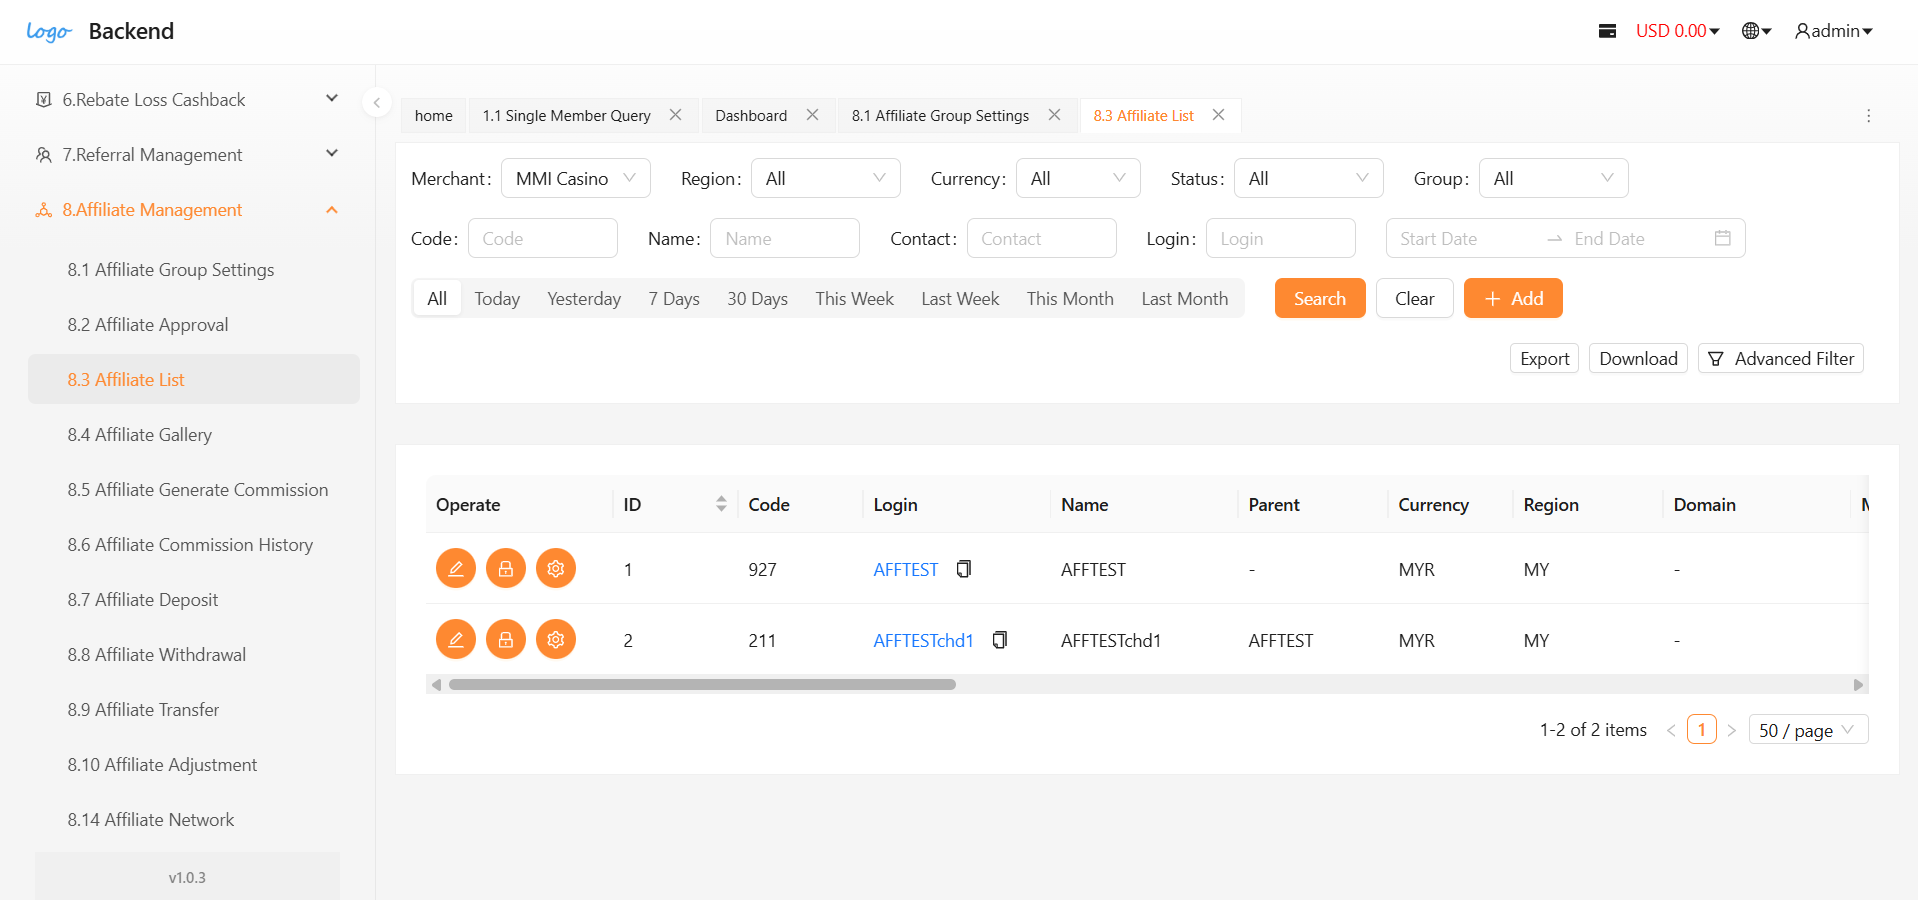 logo Backend
USD 0.00 admin
6.Rebate Loss Cashback
7.Referral Management
8.Affiliate Management
8.1 Affiliate Group Settings
8.2 Affiliate Approval
8.3 Affiliate List
8.4 Affiliate Gallery
8.5 Affiliate Generate Commission
8.6 Affiliate Commission History
8.7 Affiliate Deposit
8.8 Affiliate Withdrawal
8.9 Affiliate Transfer
8.10 Affiliate Adjustment
8.14 Affiliate Network
v1.0.3
home 1.1 Single Member Query Dashboard 8.1 Affiliate Group Settings 8.3 Affiliate List
Merchant: MMI Casino Region: All Currency: All Status: All Group: All
Code: Code Name: Name Contact: Contact Login: Login Start Date End Date
All Today Yesterday 7 Days 30 Days This Week Last Week This Month Last Month Search Clear + Add
Export Download Advanced Filter
Operate ID Code Login Name Parent Currency Region Domain
1 927 AFFTEST AFFTEST - MYR MY -
2 211 AFFTESTchd1 AFFTESTchd1 AFFTEST MYR MY -
1-2 of 2 items < 1 > 50 / page